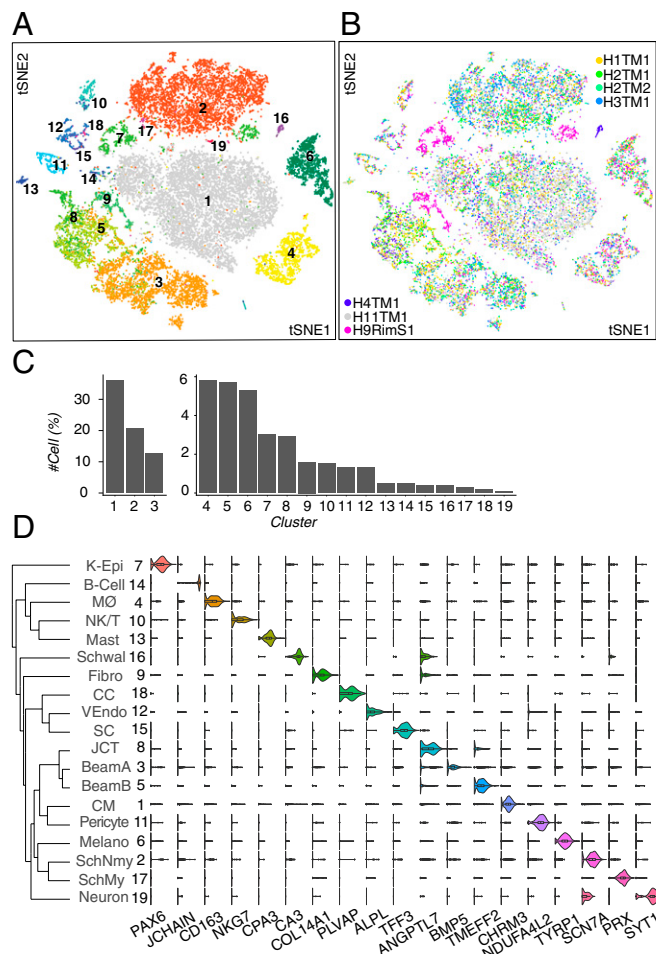 A
tSNE2
10
2
12
18
7
17
16
19
6
15
11
14
13
9
1
8
5
4
3
tSNE1
B
tSNE2
H1TM1
H2TM1
H2TM2
H3TM1
H4TM1
H11TM1
H9RimS1
tSNE1
C
#Cell (%)
30
20
10
0
1 2 3
6
4
2
0
4 5 6 7 8 9 10 11 12 13 14 15 16 17 18 19
Cluster
D
K-Epi 7
B-Cell 14
MØ 4
NK/T 10
Mast 13
Schwal 16
Fibro 9
CC 18
VEndo 12
SC 15
JCT 8
BeamA 3
BeamB 5
CM 1
Pericyte 11
Melano 6
SchNmy 2
SchMy 17
Neuron 19
PAX6 JCHAIN CD163 NKG7 CPA3 CA3 COL14A1 PLVAP ALPL TFF3 ANGPTL7 BMP5 TMEFF2 CHRM3 NDUFA4L2 TYRP1 SCN7A PRX SYT1